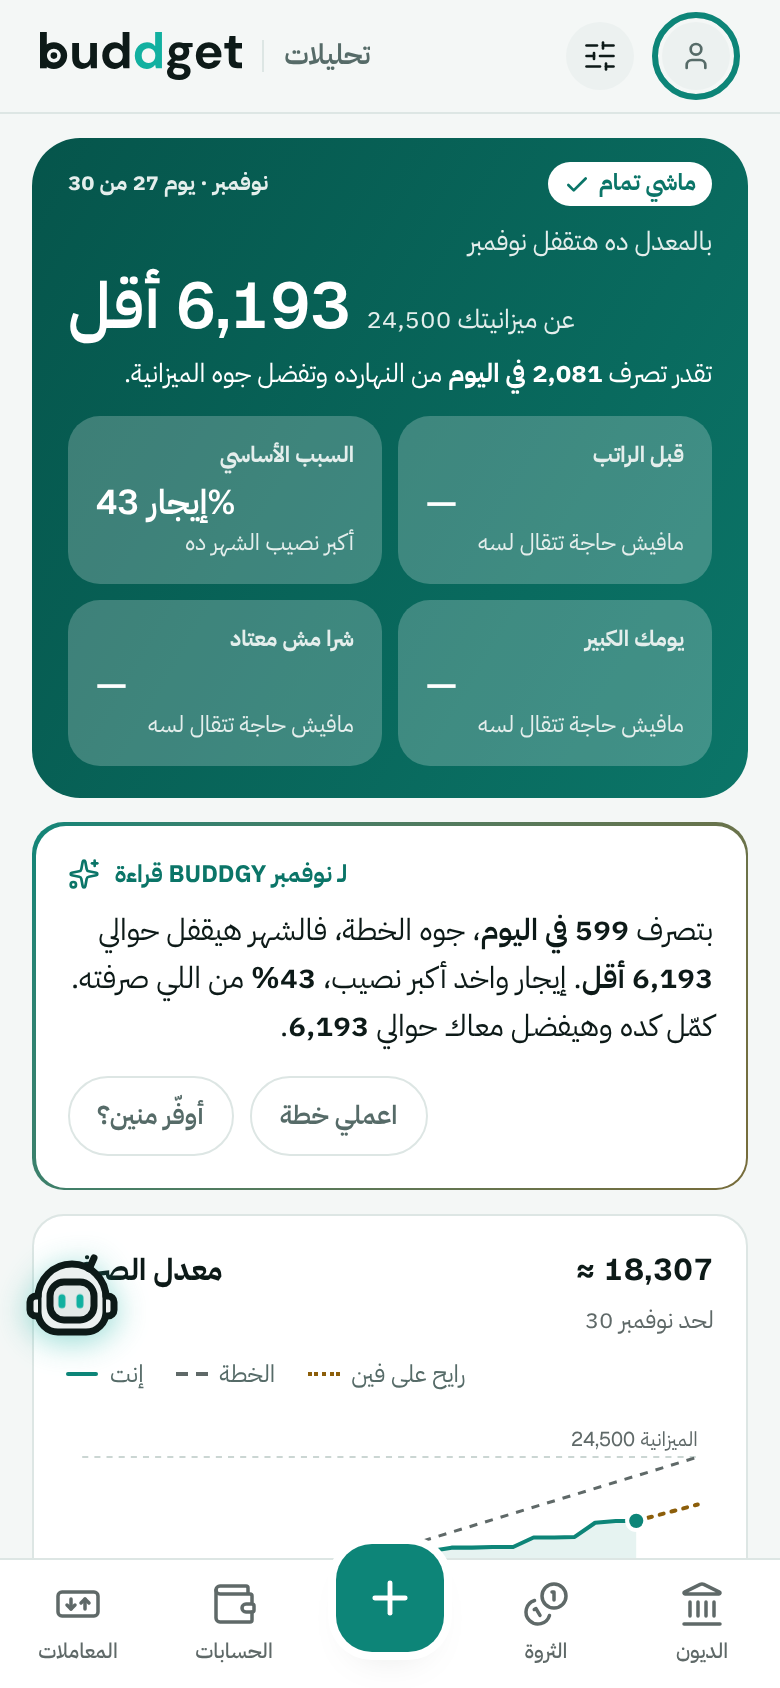 buddget
تحليلات
ماشي تمام
نوفمبر · يوم 27 من 30
بالمعدل ده هتقفل نوفمبر
6,193 أقل
عن ميزانيتك 24,500
تقدر تصرف 2,081 في اليوم من النهارده وتفضل جوه الميزانية.
قبل الراتب
—
مافيش حاجة تتقال لسه
السبب الأساسي
إيجار 43%
أكبر نصيب الشهر ده
يومك الكبير
—
مافيش حاجة تتقال لسه
شرا مش معتاد
—
مافيش حاجة تتقال لسه
قراءة BUDDGY لـ نوفمبر
بتصرف 599 في اليوم، جوه الخطة، فالشهر هيقفل حوالي
6,193 أقل. إيجار واخد أكبر نصيب، 43% من اللي صرفته.
كمّل كده وهيفضل معاك حوالي 6,193.
اعملي خطة
أوفّر منين؟
≈ 18,307
معدل
لحد نوفمبر 30
إنت
الخطة
رايح على فين
الميزانية 24,500
الديون
الثروة
الحسابات
المعاملات